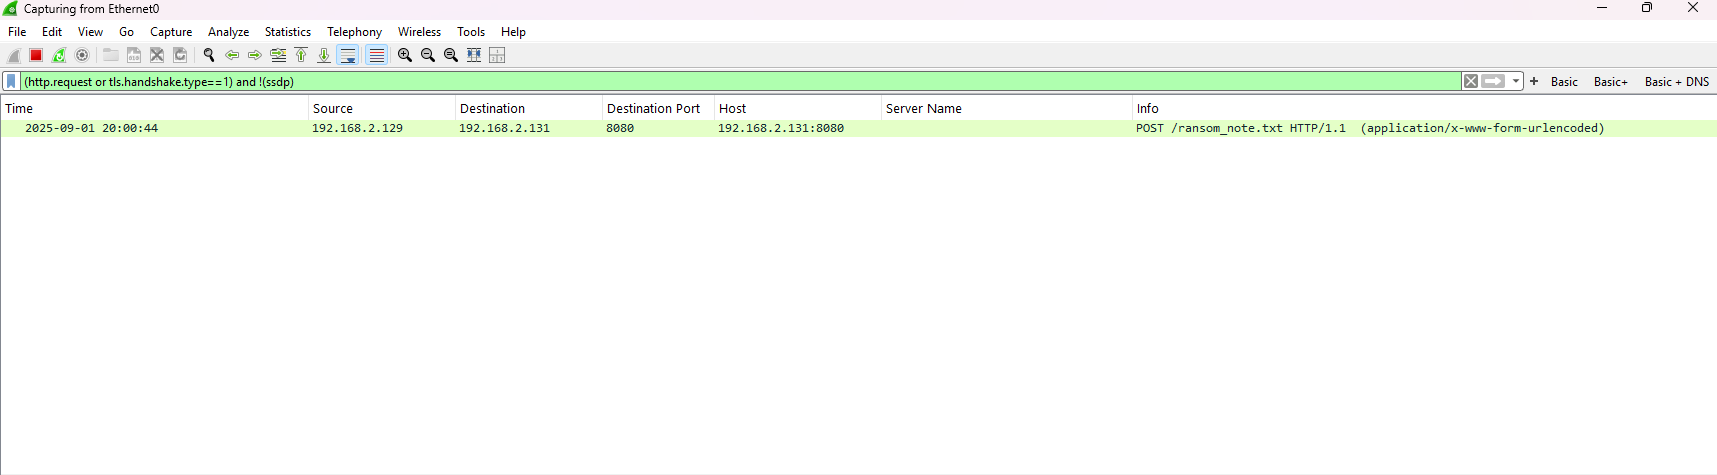 Capturing from Ethernet0
File Edit View Go Capture Analyze Statistics Telephony Wireless Tools Help
(http.request or tls.handshake.type==1) and !(ssdp) + Basic Basic+ Basic + DNS
Time Source Destination Destination Port Host Server Name Info
2025-09-01 20:00:44 192.168.2.129 192.168.2.131 8080 192.168.2.131:8080 POST /ransom_note.txt HTTP/1.1 (application/x-www-form-urlencoded)